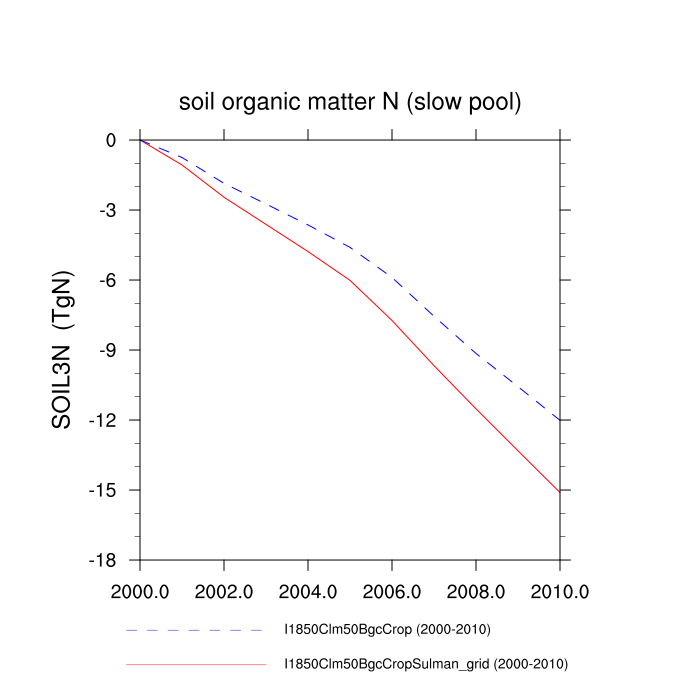 soil organic matter N (slow pool)
SOIL3N (TgN)
0
-3
-6
-9
-12
-15
-18
2000.0 2002.0 2004.0 2006.0 2008.0 2010.0
I1850Clm50BgcCrop (2000-2010)
I1850Clm50BgcCropSulman_grid (2000-2010)